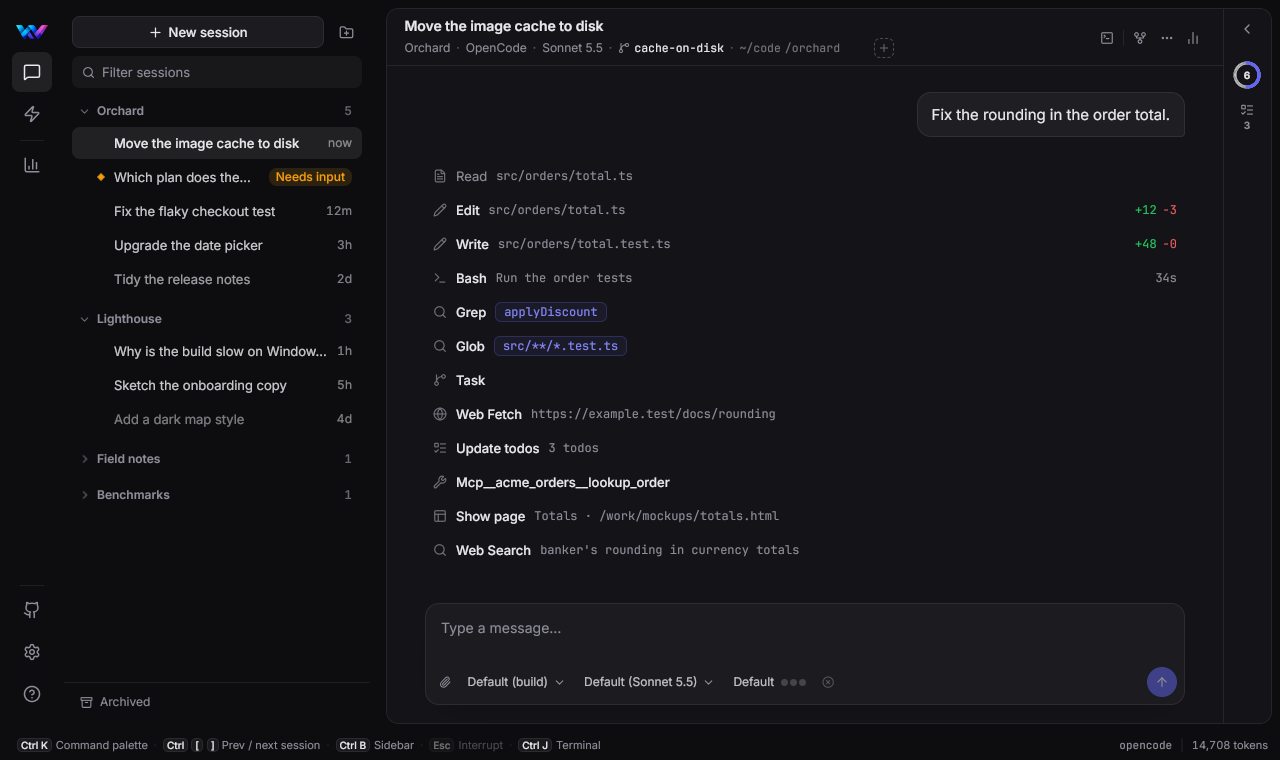 New session
Filter sessions
Orchard 5
Move the image cache to disk now
Which plan does the... Needs input
Fix the flaky checkout test 12m
Upgrade the date picker 3h
Tidy the release notes 2d
Lighthouse 3
Why is the build slow on Window... 1h
Sketch the onboarding copy 5h
Add a dark map style 4d
Field notes 1
Benchmarks 1
Archived
Move the image cache to disk
Orchard · OpenCode · Sonnet 5.5 · cache-on-disk · ~/code /orchard
6
3
Fix the rounding in the order total.
Read src/orders/total.ts
Edit src/orders/total.ts +12 -3
Write src/orders/total.test.ts +48 -0
Bash Run the order tests 34s
Grep applyDiscount
Glob src/**/*.test.ts
Task
Web Fetch https://example.test/docs/rounding
Update todos 3 todos
Mcp__acme_orders__lookup_order
Show page Totals · /work/mockups/totals.html
Web Search banker's rounding in currency totals
Type a message...
Default (build) Default (Sonnet 5.5) Default
Ctrl K Command palette · Ctrl [ ] Prev / next session · Ctrl B Sidebar · Esc Interrupt · Ctrl J Terminal
opencode 14,708 tokens